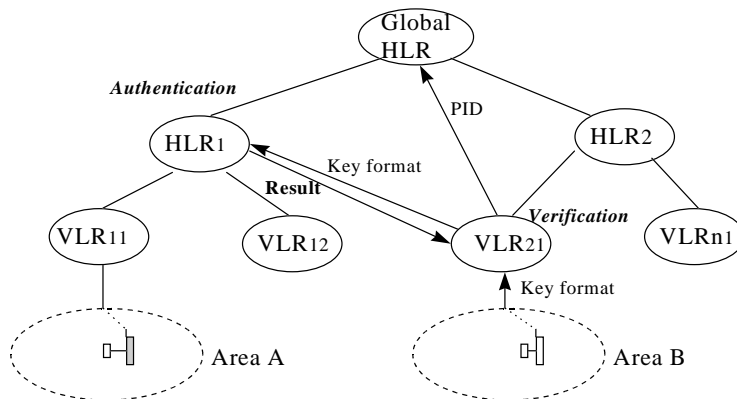 Global
HLR
Authentication
PID
HLR1
HLR2
Key format
Result
Verification
VLR11
VLR12
VLR21
VLRn1
Key format
Area A
Area B